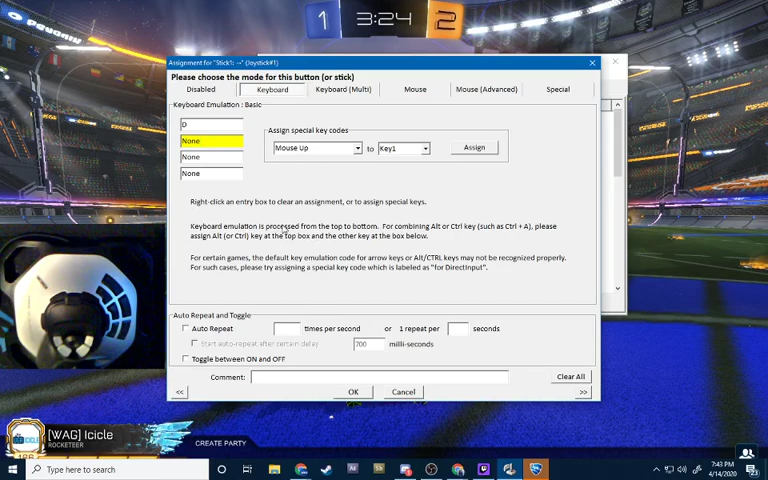 1 3:24 2
Assignment for "Stick1: →" (Joystick#1)
Please choose the mode for this button (or stick)
Disabled Keyboard Keyboard (Multi) Mouse Mouse (Advanced) Special
Keyboard Emulation : Basic
D
None
None
None
Assign special key codes
Mouse Up to Key1 Assign
Right-click an entry box to clear an assignment, or to assign special keys.
Keyboard emulation is processed from the top to bottom. For combining Alt or Ctrl key (such as Ctrl + A), please
assign Alt (or Ctrl) key at the top box and the other key at the box below.
For certain games, the default key emulation code for arrow keys or Alt/CTRL keys may not be recognized properly.
For such cases, please try assigning a special key code which is labeled as "for DirectInput".
Auto Repeat and Toggle
Auto Repeat times per second or 1 repeat per seconds
Start auto-repeat after certain delay 700 milli-seconds
Toggle between ON and OFF
Comment: Clear All
<< OK Cancel >>
[WAG] Icicle
ROCKETEER
CREATE PARTY
Type here to search
7:43 PM
4/14/2020